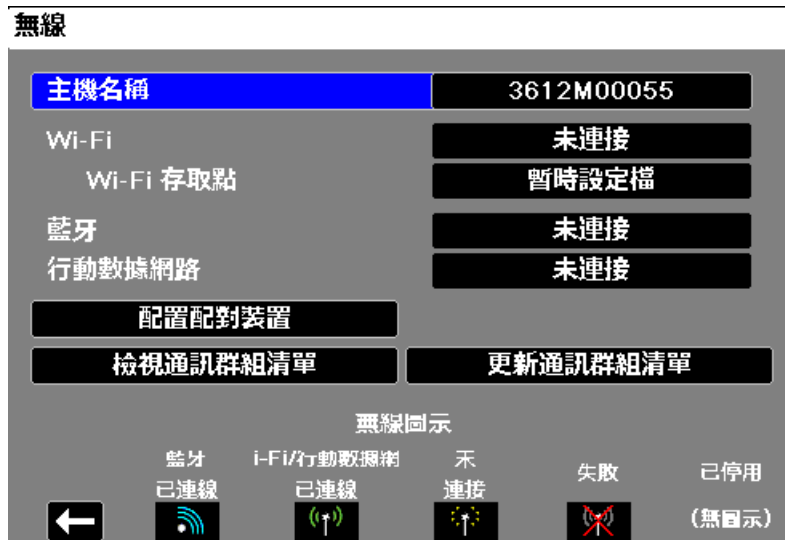 無線
主機名稱 3612M00055
Wi-Fi 未連接
Wi-Fi 存取點 暫時設定檔
藍牙 未連接
行動數據網路 未連接
配置配對裝置
檢視通訊群組清單 更新通訊群組清單
無線圖示
藍牙 i-Fi/行動數據網 未 失敗 已停用
已連線 已連線 連接 (無圖示)